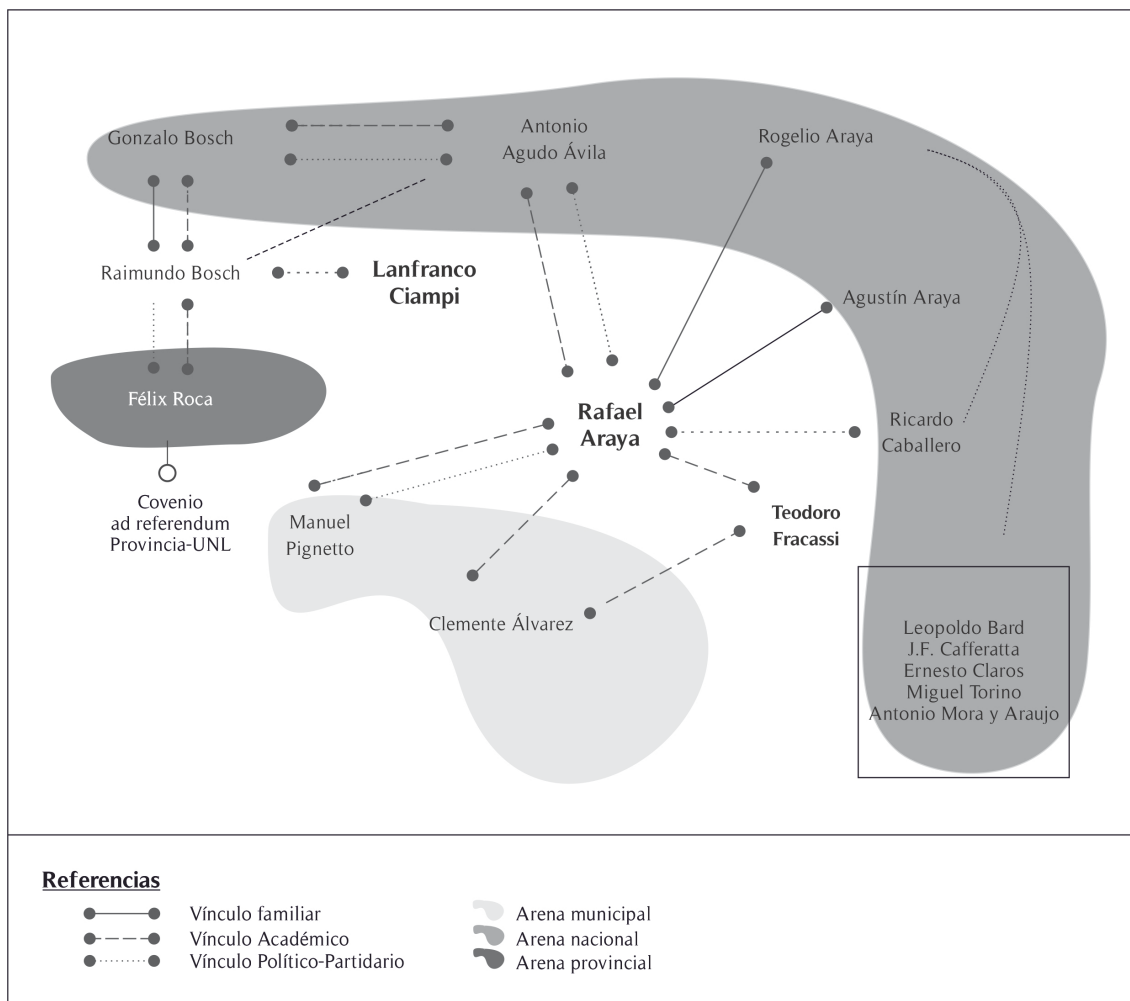 Gonzalo Bosch
Antonio
Agudo Ávila
Rogelio Araya
Raimundo Bosch
Lanfranco
Ciampi
Agustín Araya
Félix Roca
Rafael
Araya
Ricardo
Caballero
Covenio
ad referendum
Provincia-UNL
Manuel
Pignetto
Teodoro
Fracassi
Clemente Álvarez
Leopoldo Bard
J.F. Cafferatta
Ernesto Claros
Miguel Torino
Antonio Mora y Araujo
Referencias
Vínculo familiar
Vínculo Académico
Vínculo Político-Partidario
Arena municipal
Arena nacional
Arena provincial